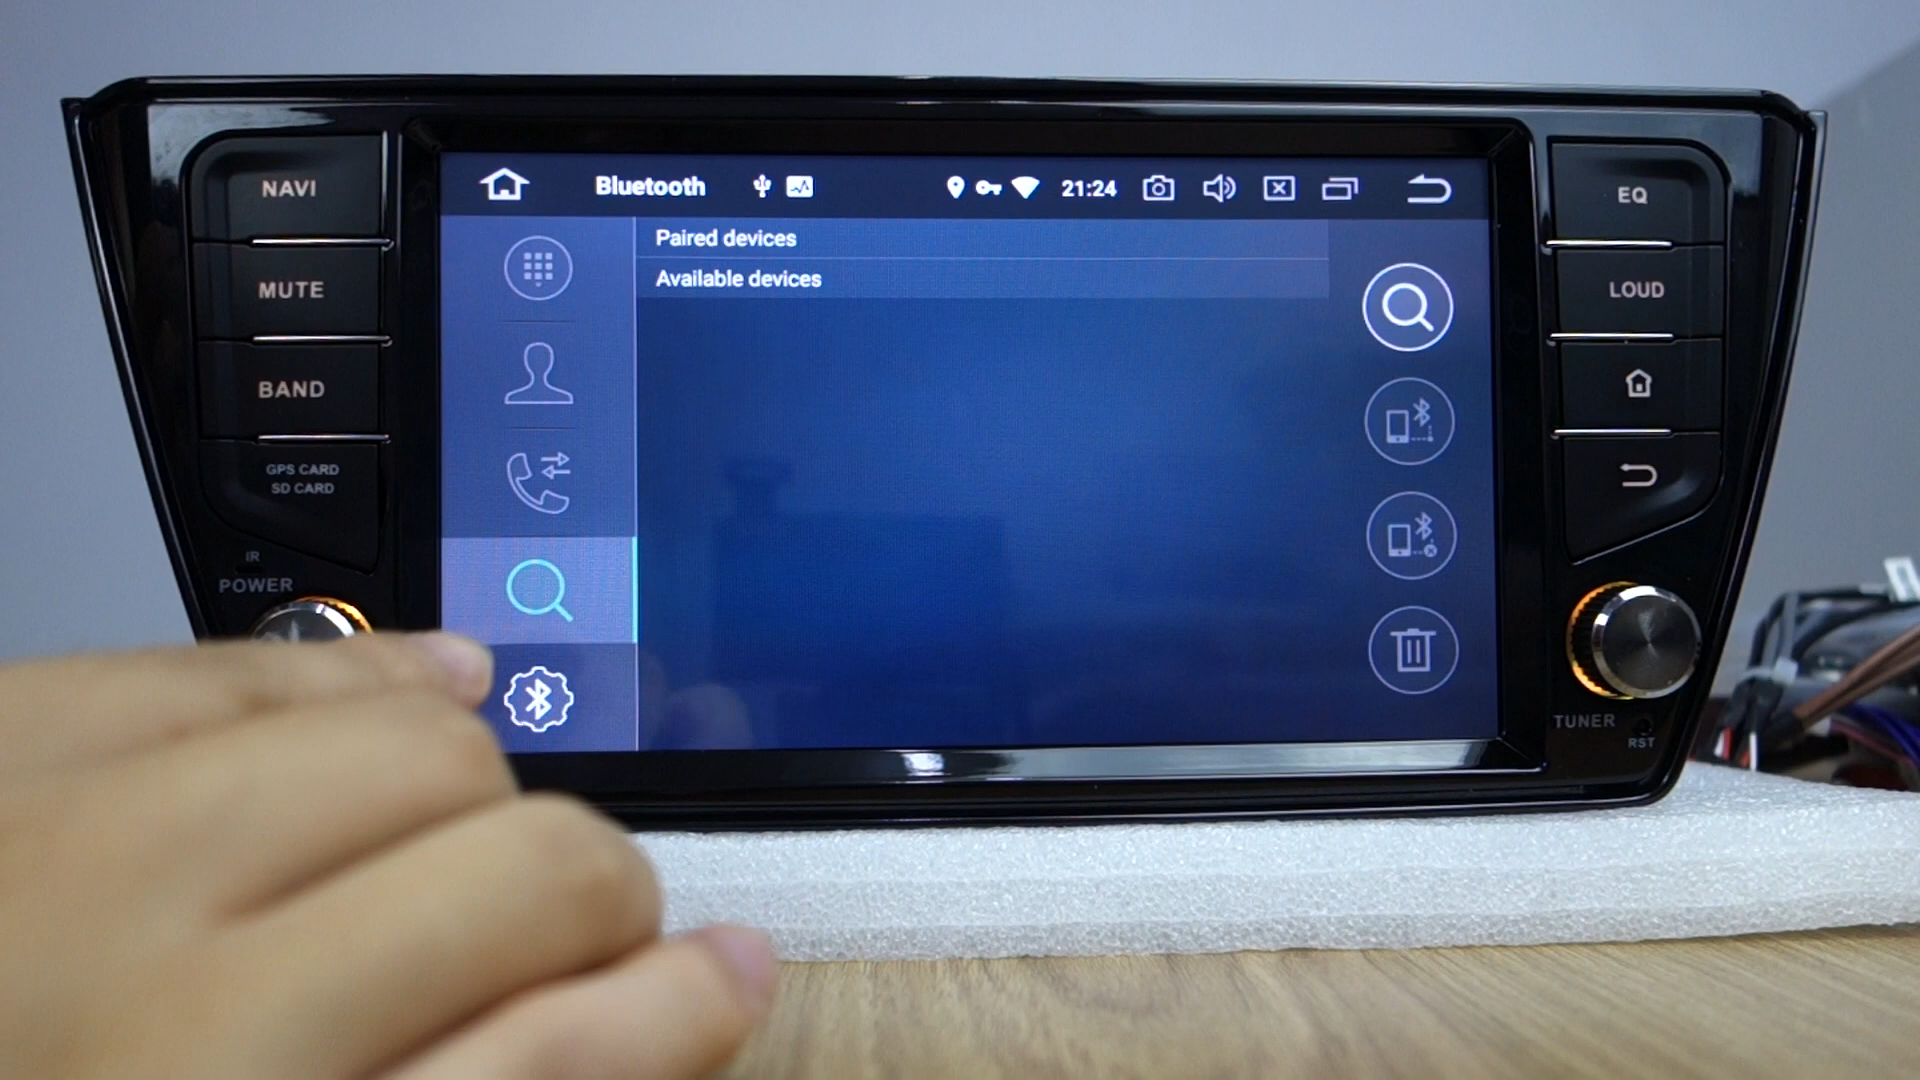 NAVI
MUTE
BAND
GPS CARD
SD CARD
IR
POWER
Bluetooth
21:24
Paired devices
Available devices
EQ
LOUD
TUNER
RST